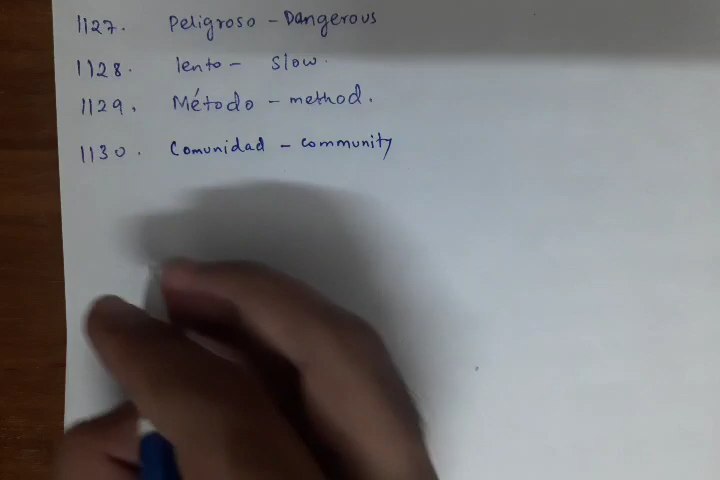 1127. Peligroso - Dangerous
1128. lento - Slow.
1129. Método - method.
1130. Comunidad - community